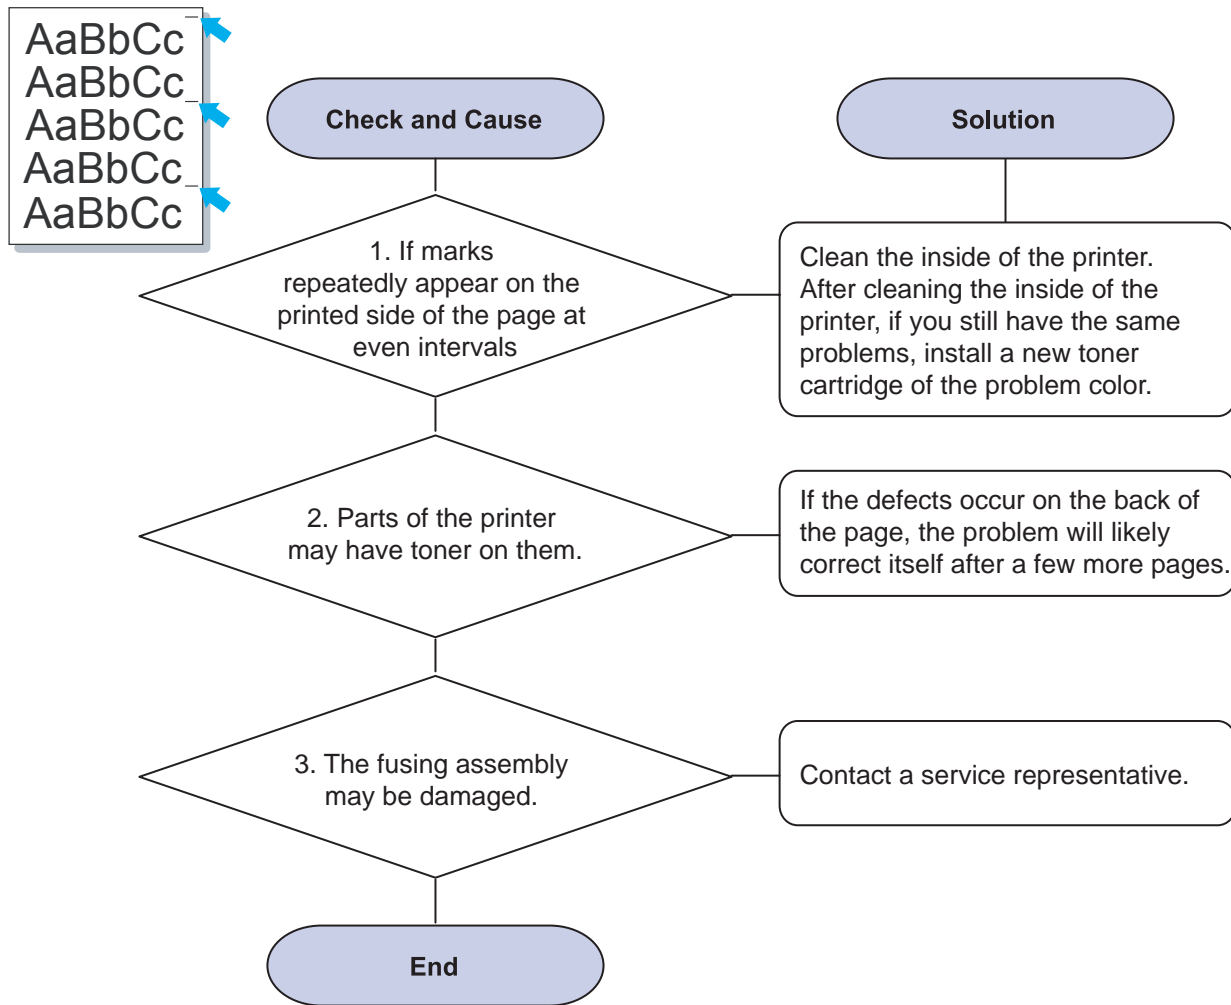 AaBbCc
AaBbCc
AaBbCc
AaBbCc
AaBbCc
Check and Cause
Solution
1. If marks
repeatedly appear on the
printed side of the page at
even intervals
Clean the inside of the printer.
After cleaning the inside of the
printer, if you still have the same
problems, install a new toner
cartridge of the problem color.
2. Parts of the printer
may have toner on them.
If the defects occur on the back of
the page, the problem will likely
correct itself after a few more pages.
3. The fusing assembly
may be damaged.
Contact a service representative.
End